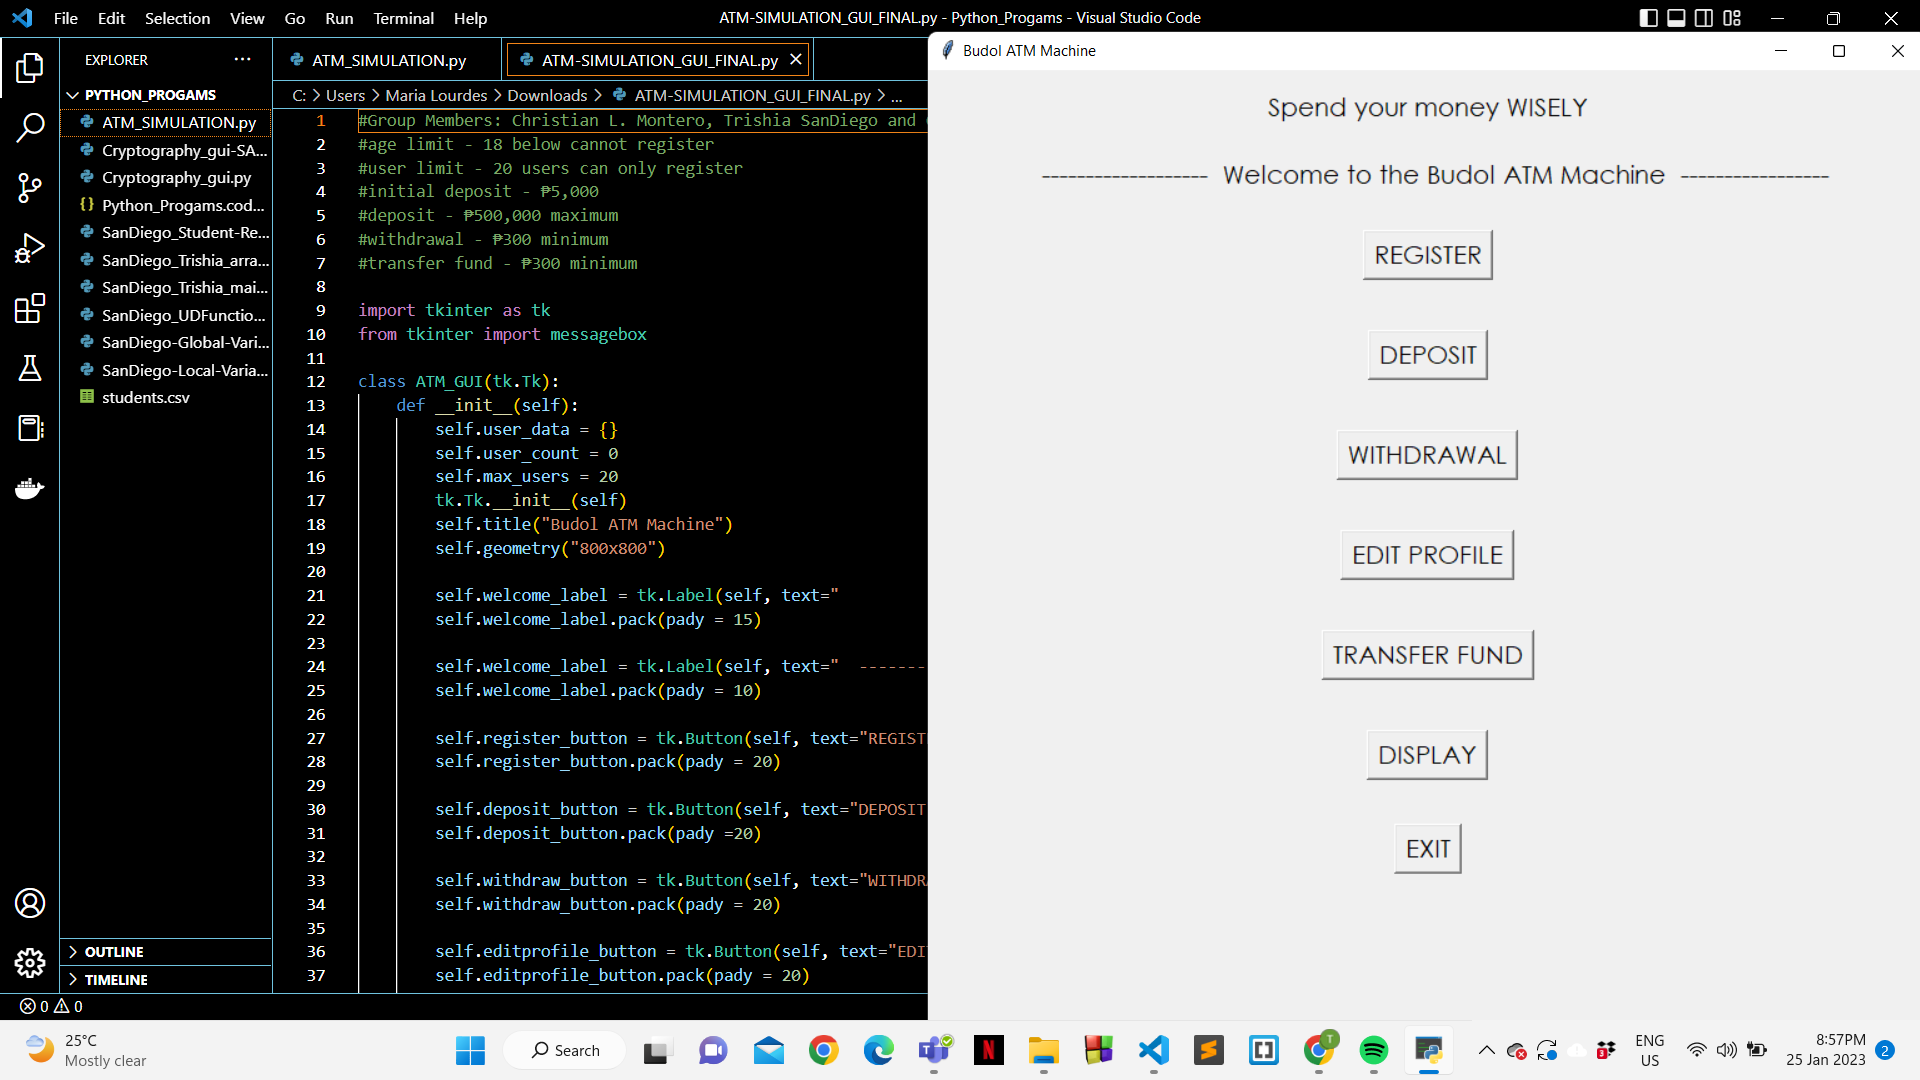 File Edit Selection View Go Run Terminal Help
ATM-SIMULATION_GUI_FINAL.py - Python_Progams - Visual Studio Code
EXPLORER
PYTHON_PROGAMS
ATM_SIMULATION.py
Cryptography_gui-SA...
Cryptography_gui.py
Python_Progams.cod...
SanDiego_Student-Re...
SanDiego_Trishia_arra...
SanDiego_Trishia_mai...
SanDiego_UDFunctio...
SanDiego-Global-Vari...
SanDiego-Local-Varia...
students.csv
OUTLINE
TIMELINE
ATM_SIMULATION.py
ATM-SIMULATION_GUI_FINAL.py
C: > Users > Maria Lourdes > Downloads > ATM-SIMULATION_GUI_FINAL.py > ...
1 #Group Members: Christian L. Montero, Trishia SanDiego and
2 #age limit - 18 below cannot register
3 #user limit - 20 users can only register
4 #initial deposit - ₱5,000
5 #deposit - ₱500,000 maximum
6 #withdrawal - ₱300 minimum
7 #transfer fund - ₱300 minimum
8
9 import tkinter as tk
10 from tkinter import messagebox
11
12 class ATM_GUI(tk.Tk):
13 def __init__(self):
14 self.user_data = {}
15 self.user_count = 0
16 self.max_users = 20
17 tk.Tk.__init__(self)
18 self.title("Budol ATM Machine")
19 self.geometry("800x800")
20
21 self.welcome_label = tk.Label(self, text="
22 self.welcome_label.pack(pady = 15)
23
24 self.welcome_label = tk.Label(self, text="  -------
25 self.welcome_label.pack(pady = 10)
26
27 self.register_button = tk.Button(self, text="REGIST
28 self.register_button.pack(pady = 20)
29
30 self.deposit_button = tk.Button(self, text="DEPOSIT
31 self.deposit_button.pack(pady =20)
32
33 self.withdraw_button = tk.Button(self, text="WITHDR
34 self.withdraw_button.pack(pady = 20)
35
36 self.editprofile_button = tk.Button(self, text="EDI
37 self.editprofile_button.pack(pady = 20)
0 0
Budol ATM Machine
Spend your money WISELY
------------------- Welcome to the Budol ATM Machine -----------------
REGISTER
DEPOSIT
WITHDRAWAL
EDIT PROFILE
TRANSFER FUND
DISPLAY
EXIT
25°C
Mostly clear
Search
T
N
3
ENG
US
8:57PM
25 Jan 2023
2